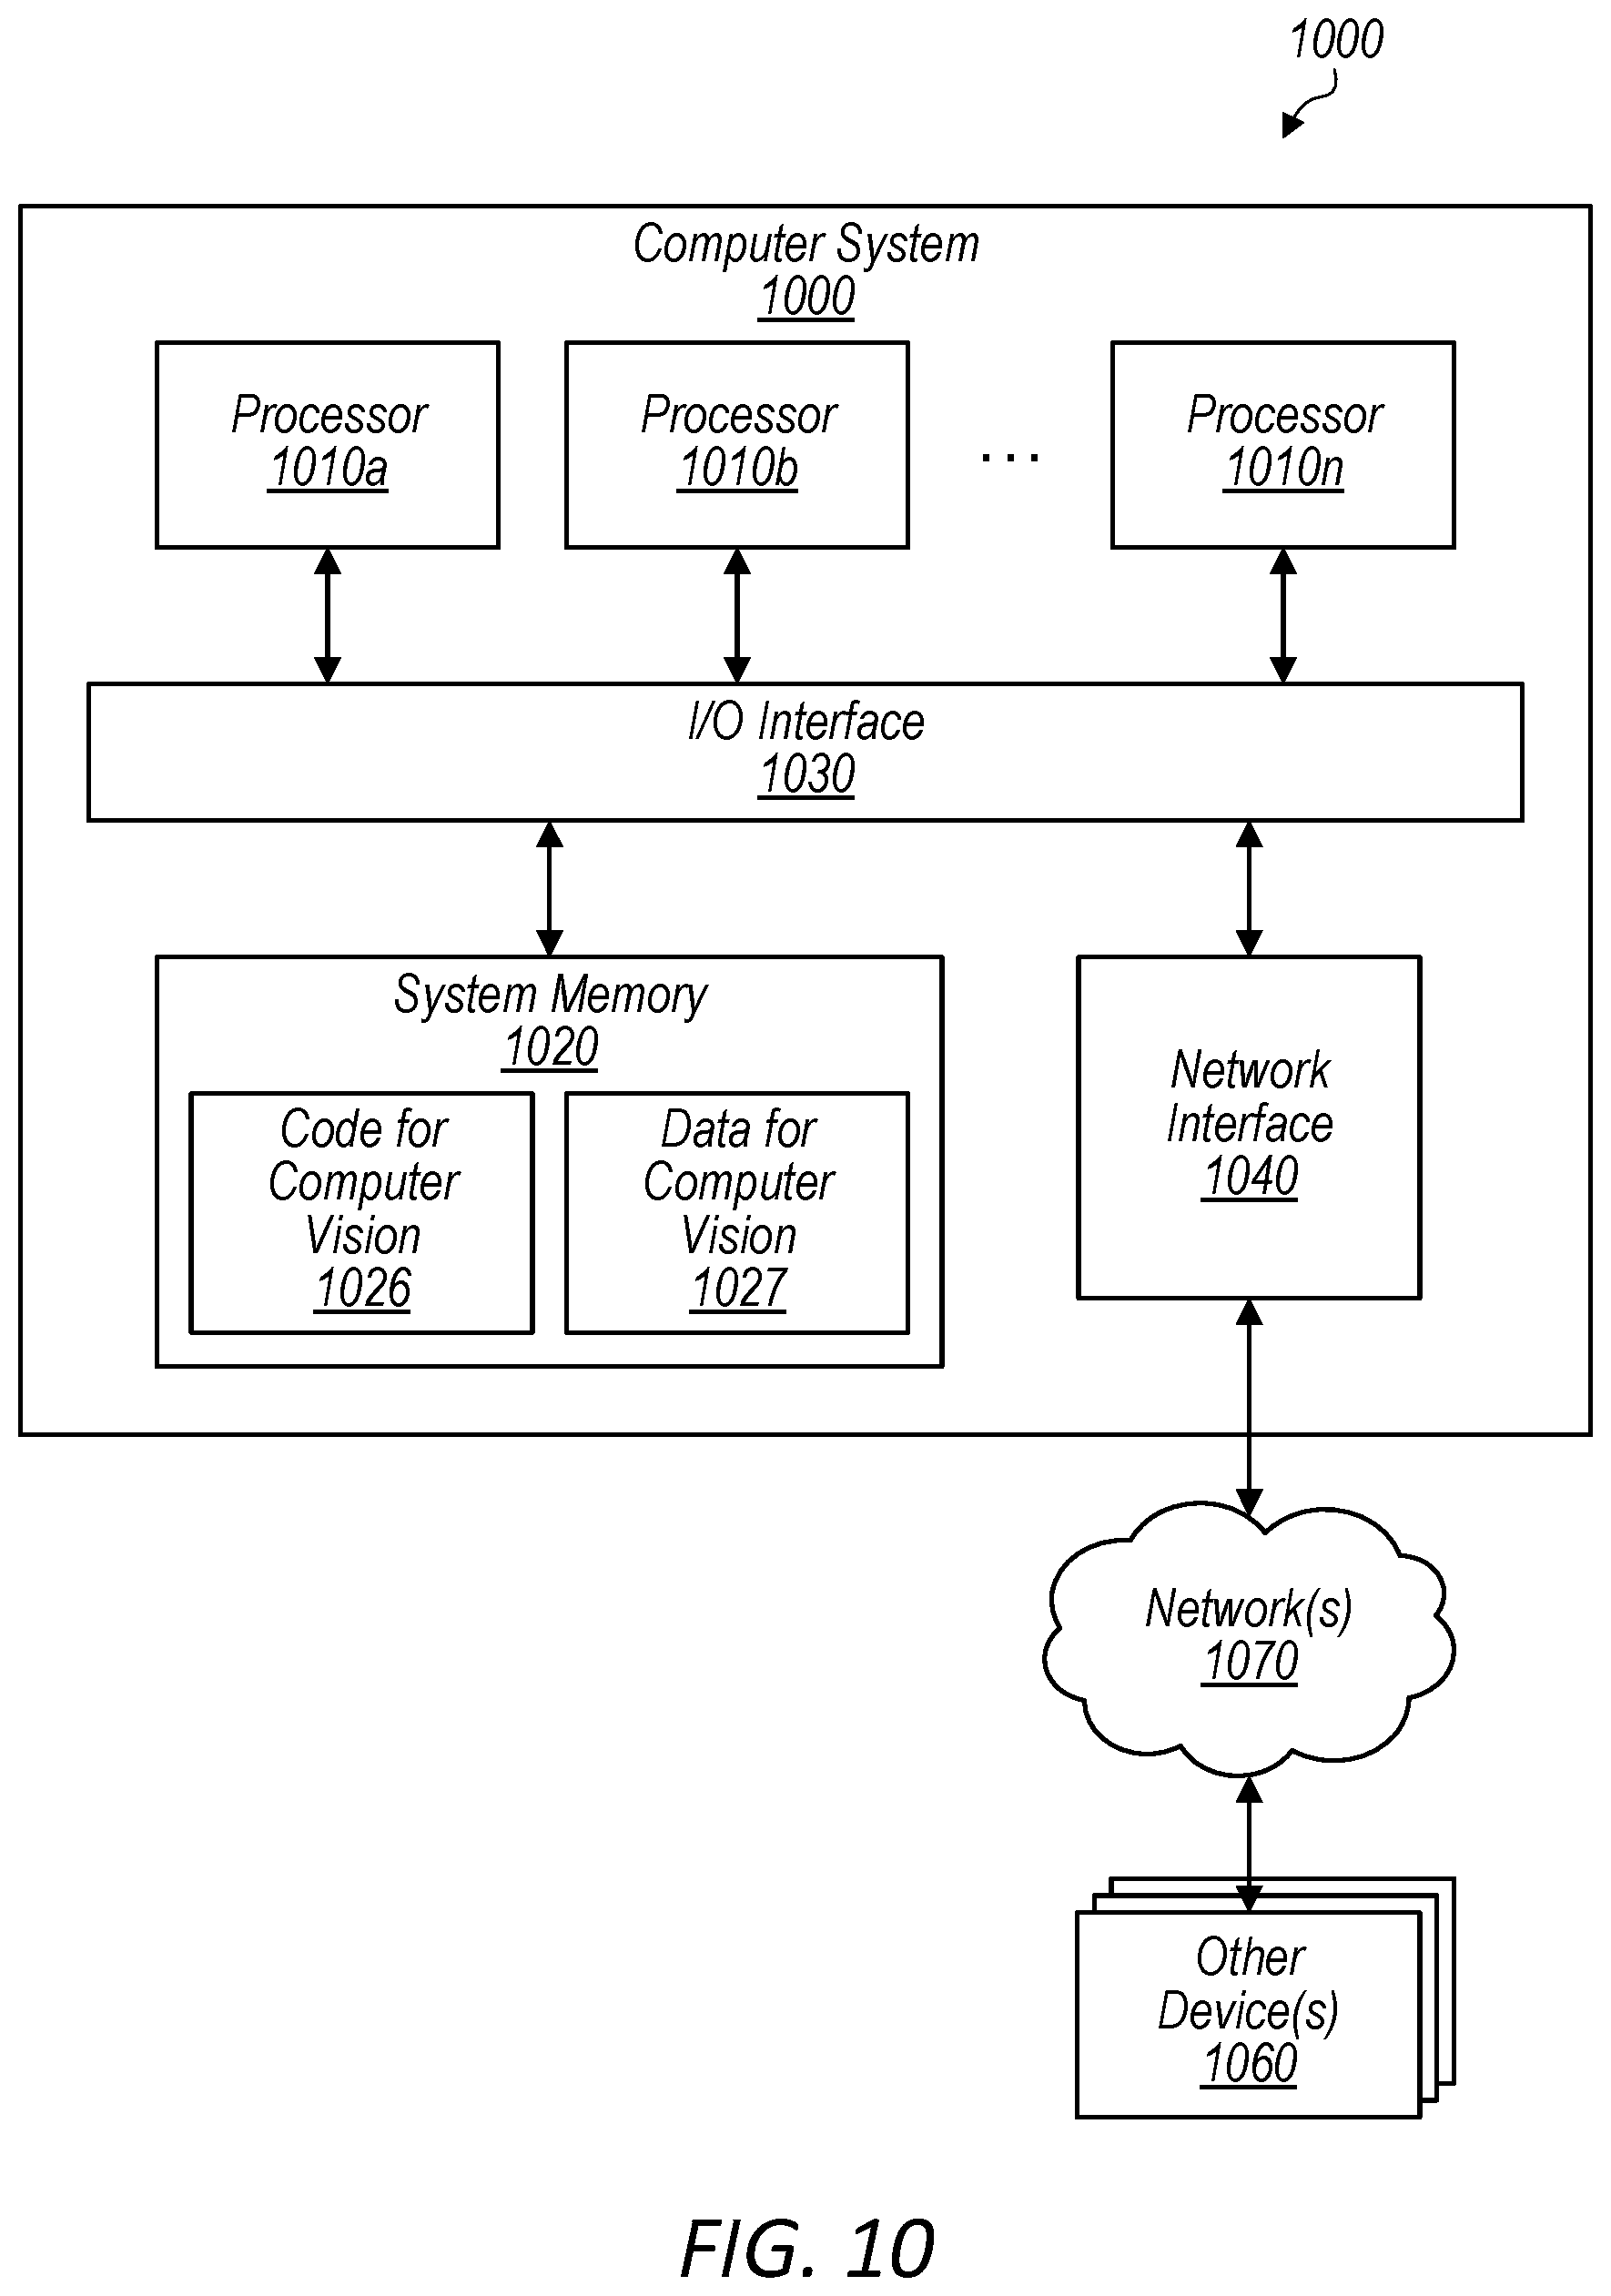 1000
Computer System
1000
Processor
1010a
Processor
1010b
...
Processor
1010n
I/O Interface
1030
System Memory
1020
Code for
Computer
Vision
1026
Data for
Computer
Vision
1027
Network
Interface
1040
Network(s)
1070
Other
Device(s)
1060
FIG. 10